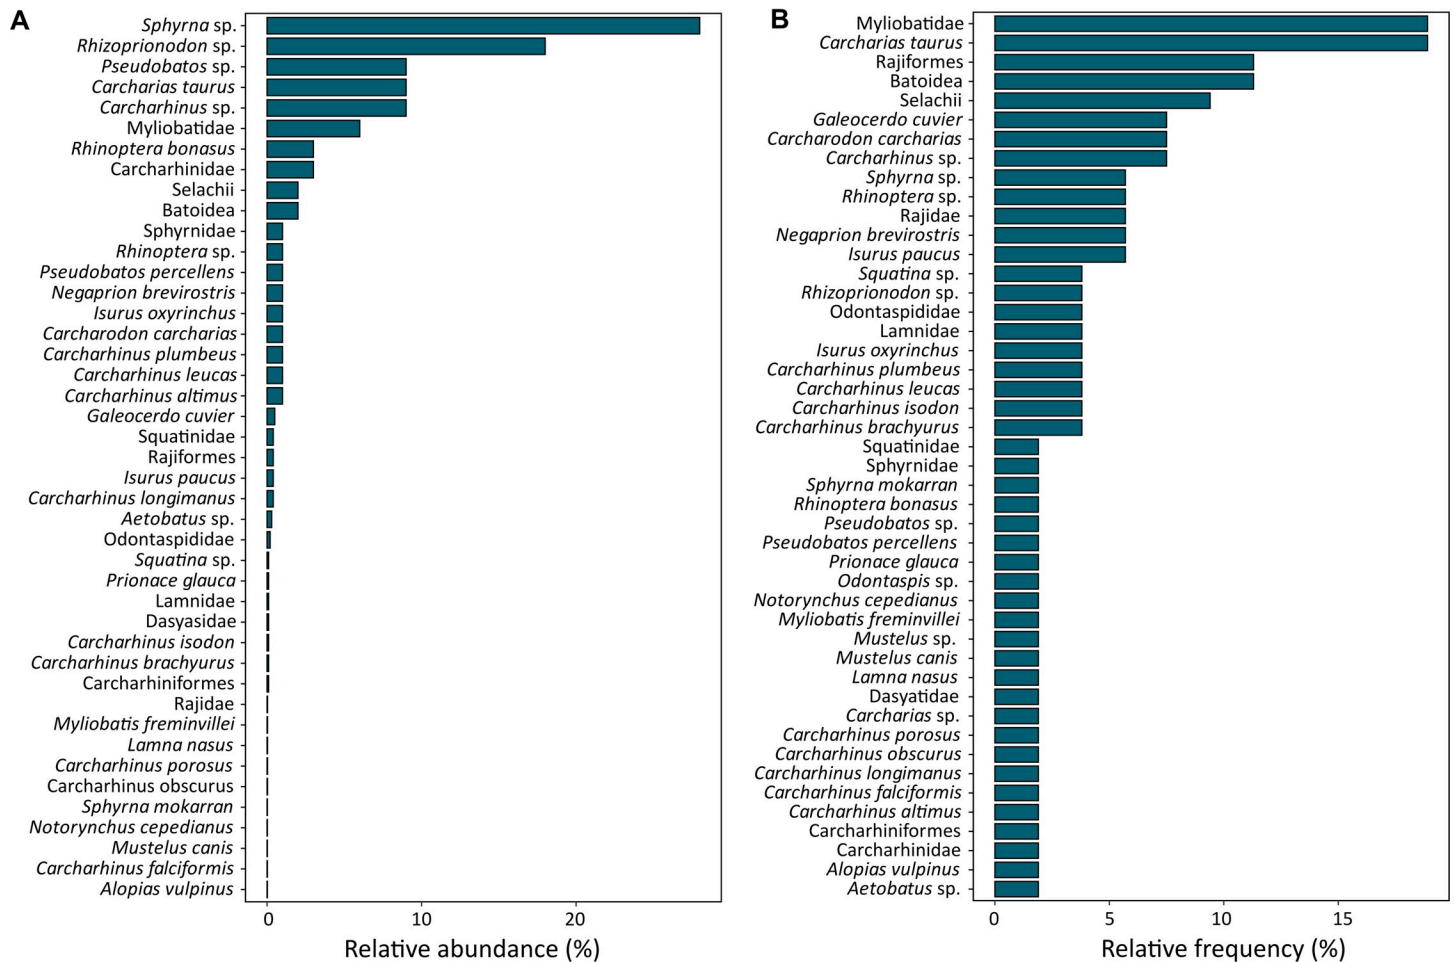 A
Sphyrna sp.
Rhizoprionodon sp.
Pseudobatos sp.
Carcharias taurus
Carcharhinus sp.
Myliobatidae
Rhinoptera bonasus
Carcharhinidae
Selachii
Batoidea
Sphyrnidae
Rhinoptera sp.
Pseudobatos percellens
Negaprion brevirostris
Isurus oxyrinchus
Carcharodon carcharias
Carcharhinus plumbeus
Carcharhinus leucas
Carcharhinus altimus
Galeocerdo cuvier
Squatinidae
Rajiformes
Isurus paucus
Carcharhinus longimanus
Aetobatus sp.
Odontaspididae
Squatina sp.
Prionace glauca
Lamnidae
Dasyasidae
Carcharhinus isodon
Carcharhinus brachyurus
Carcharhiniformes
Rajidae
Myliobatis freminvillei
Lamna nasus
Carcharhinus porosus
Carcharhinus obscurus
Sphyrna mokarran
Notorynchus cepedianus
Mustelus canis
Carcharhinus falciformis
Alopias vulpinus
0 10 20
Relative abundance (%)
B
Myliobatidae
Carcharias taurus
Rajiformes
Batoidea
Selachii
Galeocerdo cuvier
Carcharodon carcharias
Carcharhinus sp.
Sphyrna sp.
Rhinoptera sp.
Rajidae
Negaprion brevirostris
Isurus paucus
Squatina sp.
Rhizoprionodon sp.
Odontaspididae
Lamnidae
Isurus oxyrinchus
Carcharhinus plumbeus
Carcharhinus leucas
Carcharhinus isodon
Carcharhinus brachyurus
Squatinidae
Sphyrnidae
Sphyrna mokarran
Rhinoptera bonasus
Pseudobatos sp.
Pseudobatos percellens
Prionace glauca
Odontaspis sp.
Notorynchus cepedianus
Myliobatis freminvillei
Mustelus sp.
Mustelus canis
Lamna nasus
Dasyatidae
Carcharias sp.
Carcharhinus porosus
Carcharhinus obscurus
Carcharhinus longimanus
Carcharhinus falciformis
Carcharhinus altimus
Carcharhiniformes
Carcharhinidae
Alopias vulpinus
Aetobatus sp.
0 5 10 15
Relative frequency (%)